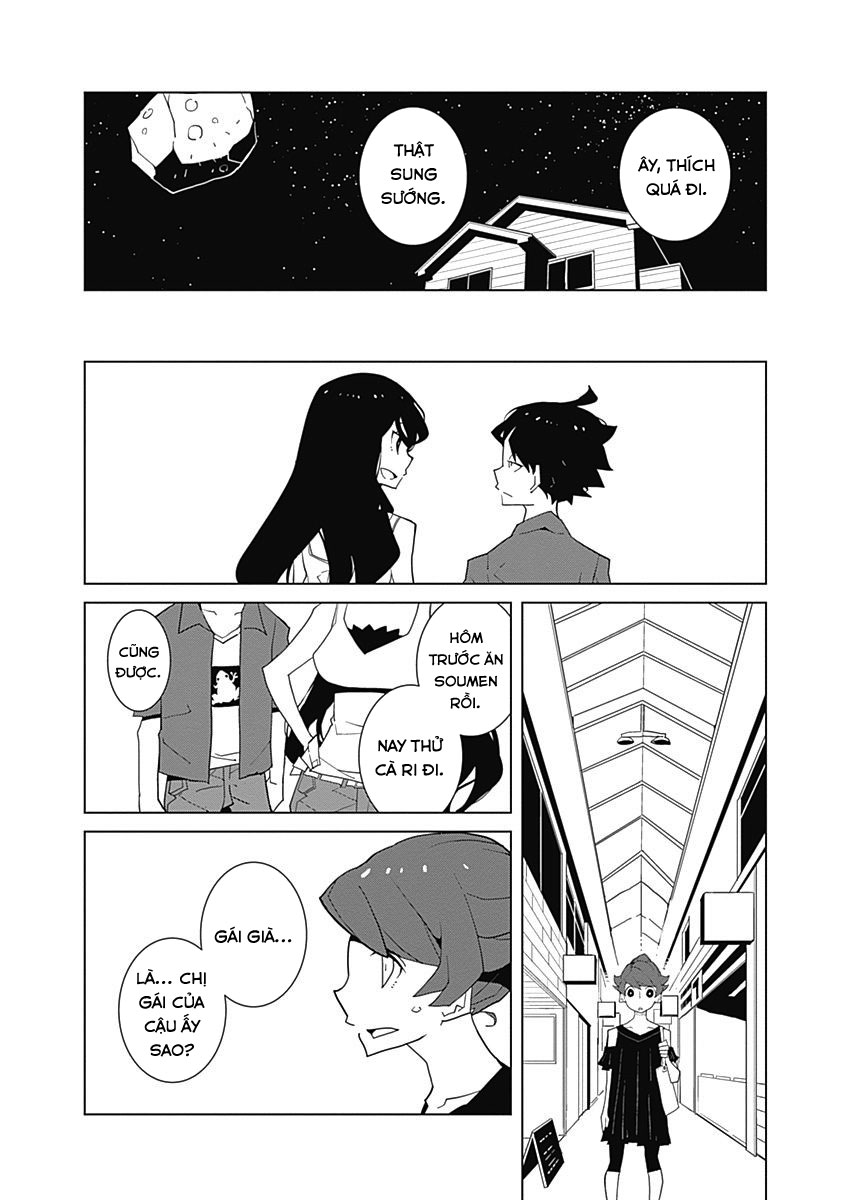 ÂY, THÍCH
QUÁ ĐI.
THẬT
SUNG
SƯỚNG.
HÔM
TRƯỚC ĂN
SOUMEN
RỒI.
NAY THỬ
CÀ RI ĐI.
CŨNG
ĐƯỢC.
GÁI GIÀ...
LÀ... CHỊ
GÁI CỦA
CẬU ẤY
SAO?